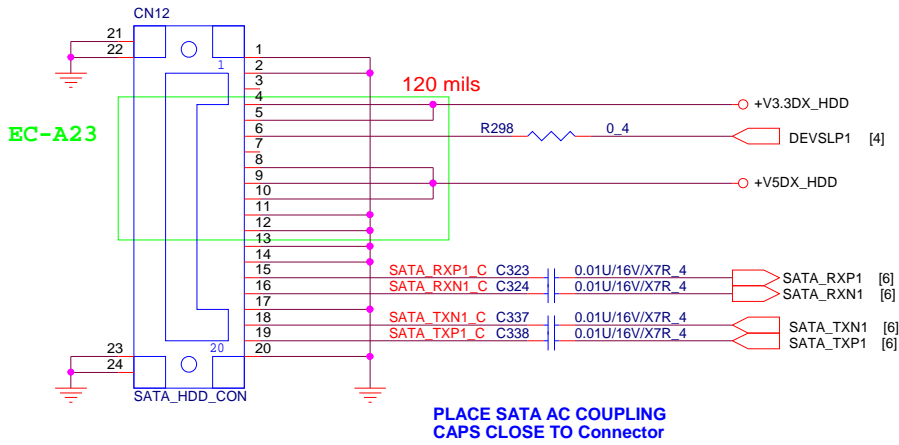 CN12
21
22
1
1
2
3
120 mils
4
+V3.3DX_HDD
5
EC-A23
6
R298
0_4
DEVSLP1
[4]
7
8
9
+V5DX_HDD
10
11
12
13
14
15
SATA_RXP1_C
C323
0.01U/16V/X7R_4
SATA_RXP1
[6]
16
SATA_RXN1_C
C324
0.01U/16V/X7R_4
SATA_RXN1
[6]
17
18
SATA_TXN1_C
C337
0.01U/16V/X7R_4
SATA_TXN1
[6]
19
SATA_TXP1_C
C338
0.01U/16V/X7R_4
SATA_TXP1
[6]
23
20
20
24
SATA_HDD_CON
PLACE SATA AC COUPLING
CAPS CLOSE TO Connector